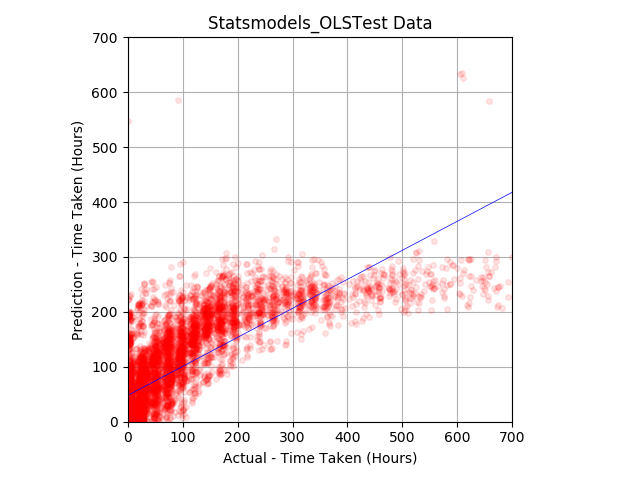 Statsmodels_OLSTest Data
Prediction - Time Taken (Hours)
700
600
500
400
300
200
100
0
0 100 200 300 400 500 600 700
Actual - Time Taken (Hours)